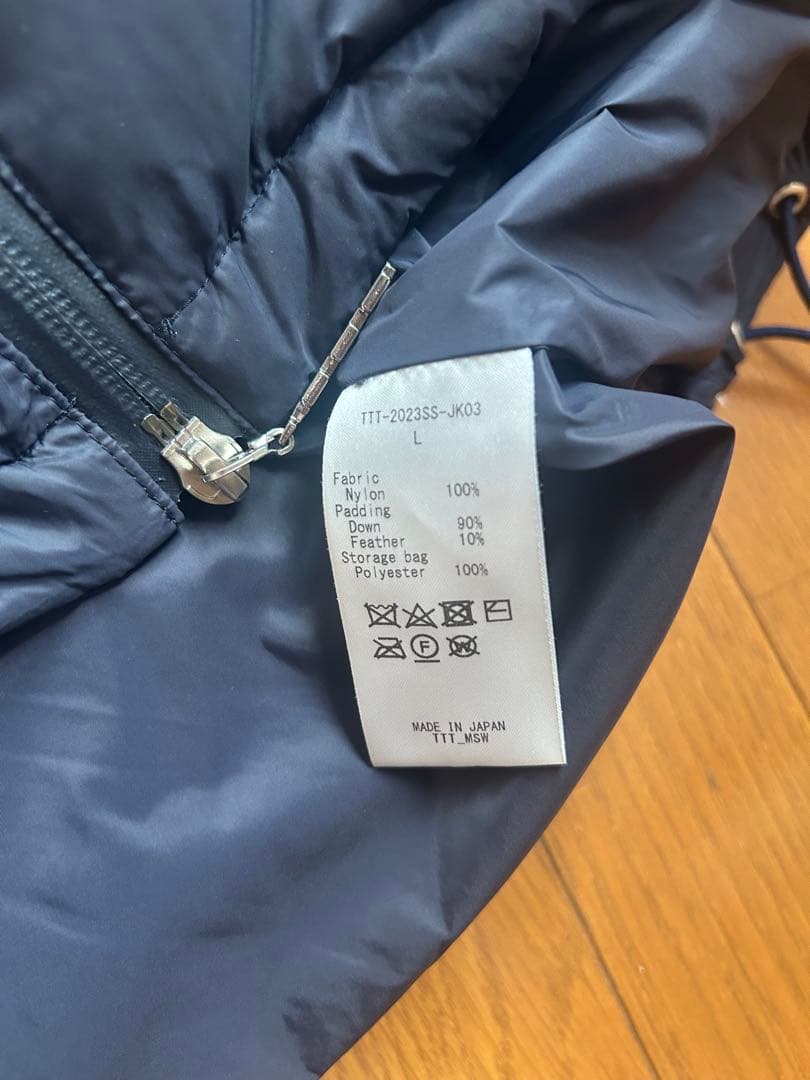 TTT-2023SS-JK03
L
Fabric
Nylon 100%
Padding
Down 90%
Feather 10%
Storage bag
Polyester 100%
F
W
MADE IN JAPAN
TTT_MSW